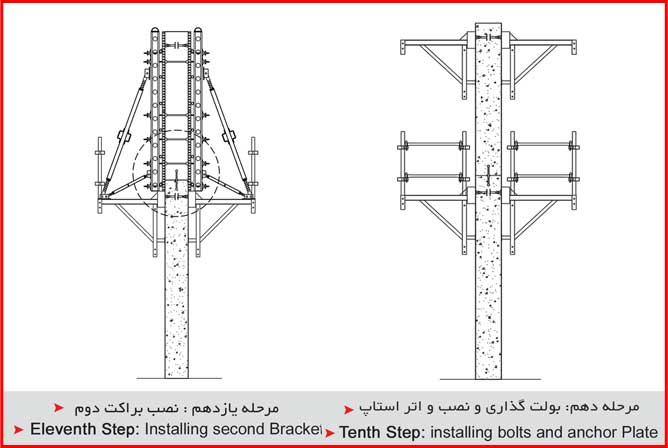 مرحله دهم: بولت گذاری و نصب و اتر استاپ
Tenth Step: installing bolts and anchor Plate
مرحله یازدهم : نصب براکت دوم
Eleventh Step: Installing second Bracket